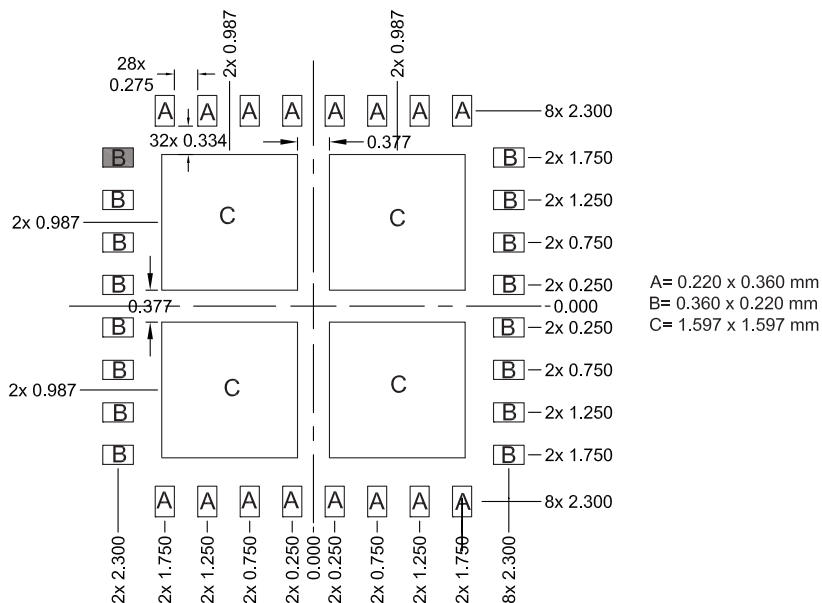 28x
0.275
2x 0.987
2x 0.987
A A A A A A A A
8x 2.300
32x 0.334
0.377
B
B
2x 1.750
B
B
2x 1.250
C
C
2x 0.987
B
B
2x 0.750
B
B
2x 0.250
A= 0.220 x 0.360 mm
0.377
0.000
B= 0.360 x 0.220 mm
B
B
2x 0.250
C= 1.597 x 1.597 mm
B
B
2x 0.750
2x 0.987
C
C
B
B
2x 1.250
B
B
2x 1.750
A A A A A A A A
8x 2.300
2x 2.300
2x 1.750
2x 1.250
2x 0.750
2x 0.250
0.000
2x 0.250
2x 0.750
2x 1.250
2x 1.750
8x 2.300